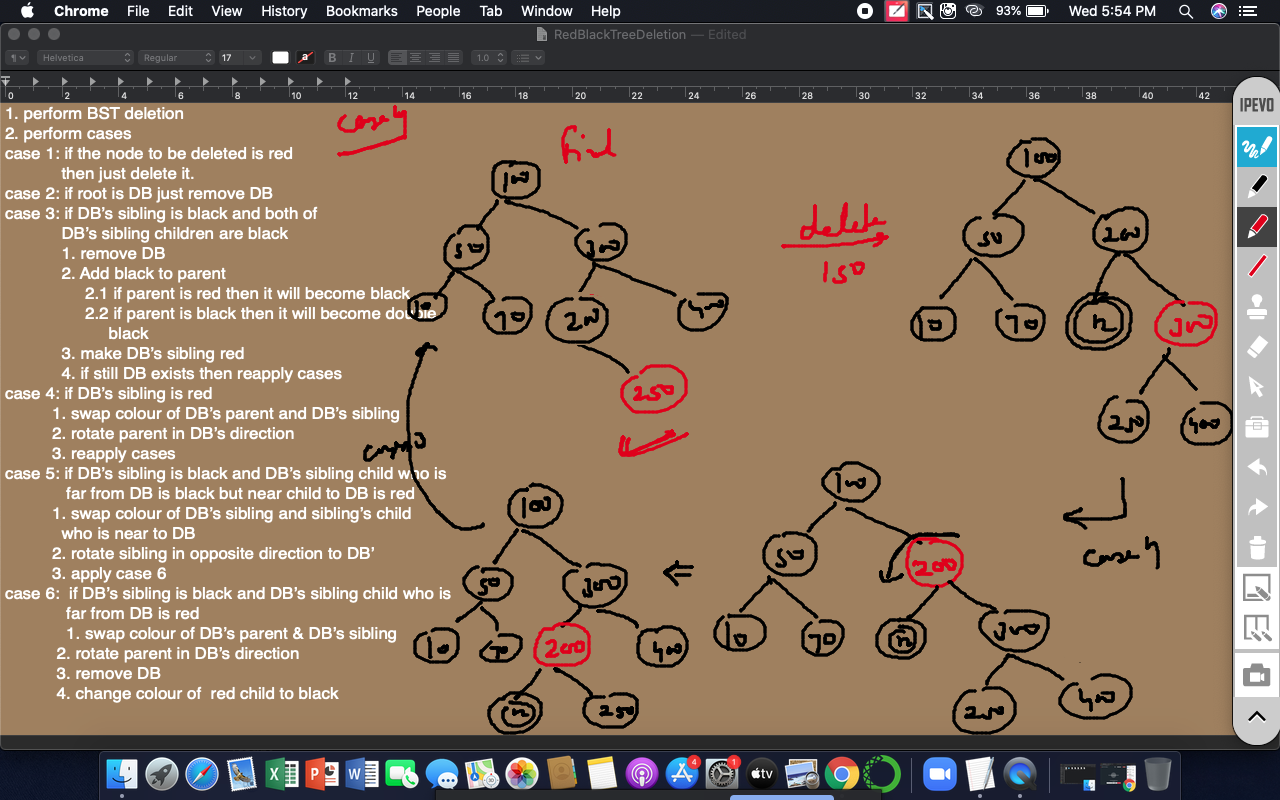 Chrome File Edit View History Bookmarks People Tab Window Help 93% Wed 5:54 PM
RedBlackTreeDeletion — Edited
Helvetica Regular 17 B I U 1.0
0 2 4 6 8 10 12 14 16 18 20 22 24 26 28 30 32 34 36 38 40 42
IPEVO
1. perform BST deletion
2. perform cases
case 1: if the node to be deleted is red
then just delete it.
case 2: if root is DB just remove DB
case 3: if DB's sibling is black and both of
DB's sibling children are black
1. remove DB
2. Add black to parent
2.1 if parent is red then it will become black
2.2 if parent is black then it will become double
black
3. make DB's sibling red
4. if still DB exists then reapply cases
case 4: if DB's sibling is red
1. swap colour of DB's parent and DB's sibling
2. rotate parent in DB's direction
3. reapply cases
case 5: if DB's sibling is black and DB's sibling child who is
far from DB is black but near child to DB is red
1. swap colour of DB's sibling and sibling's child
who is near to DB
2. rotate sibling in opposite direction to DB'
3. apply case 6
case 6: if DB's sibling is black and DB's sibling child who is
far from DB is red
1. swap colour of DB's parent & DB's sibling
2. rotate parent in DB's direction
3. remove DB
4. change colour of red child to black
case 4
100
50 300
10 70 200 400
250
delete
150
100
50 200
10 70 n 300
250 400
case 4
100
50 200
10 70 n 300
250 400
100
50 300
10 70 200 400
n 250
4 1 tv